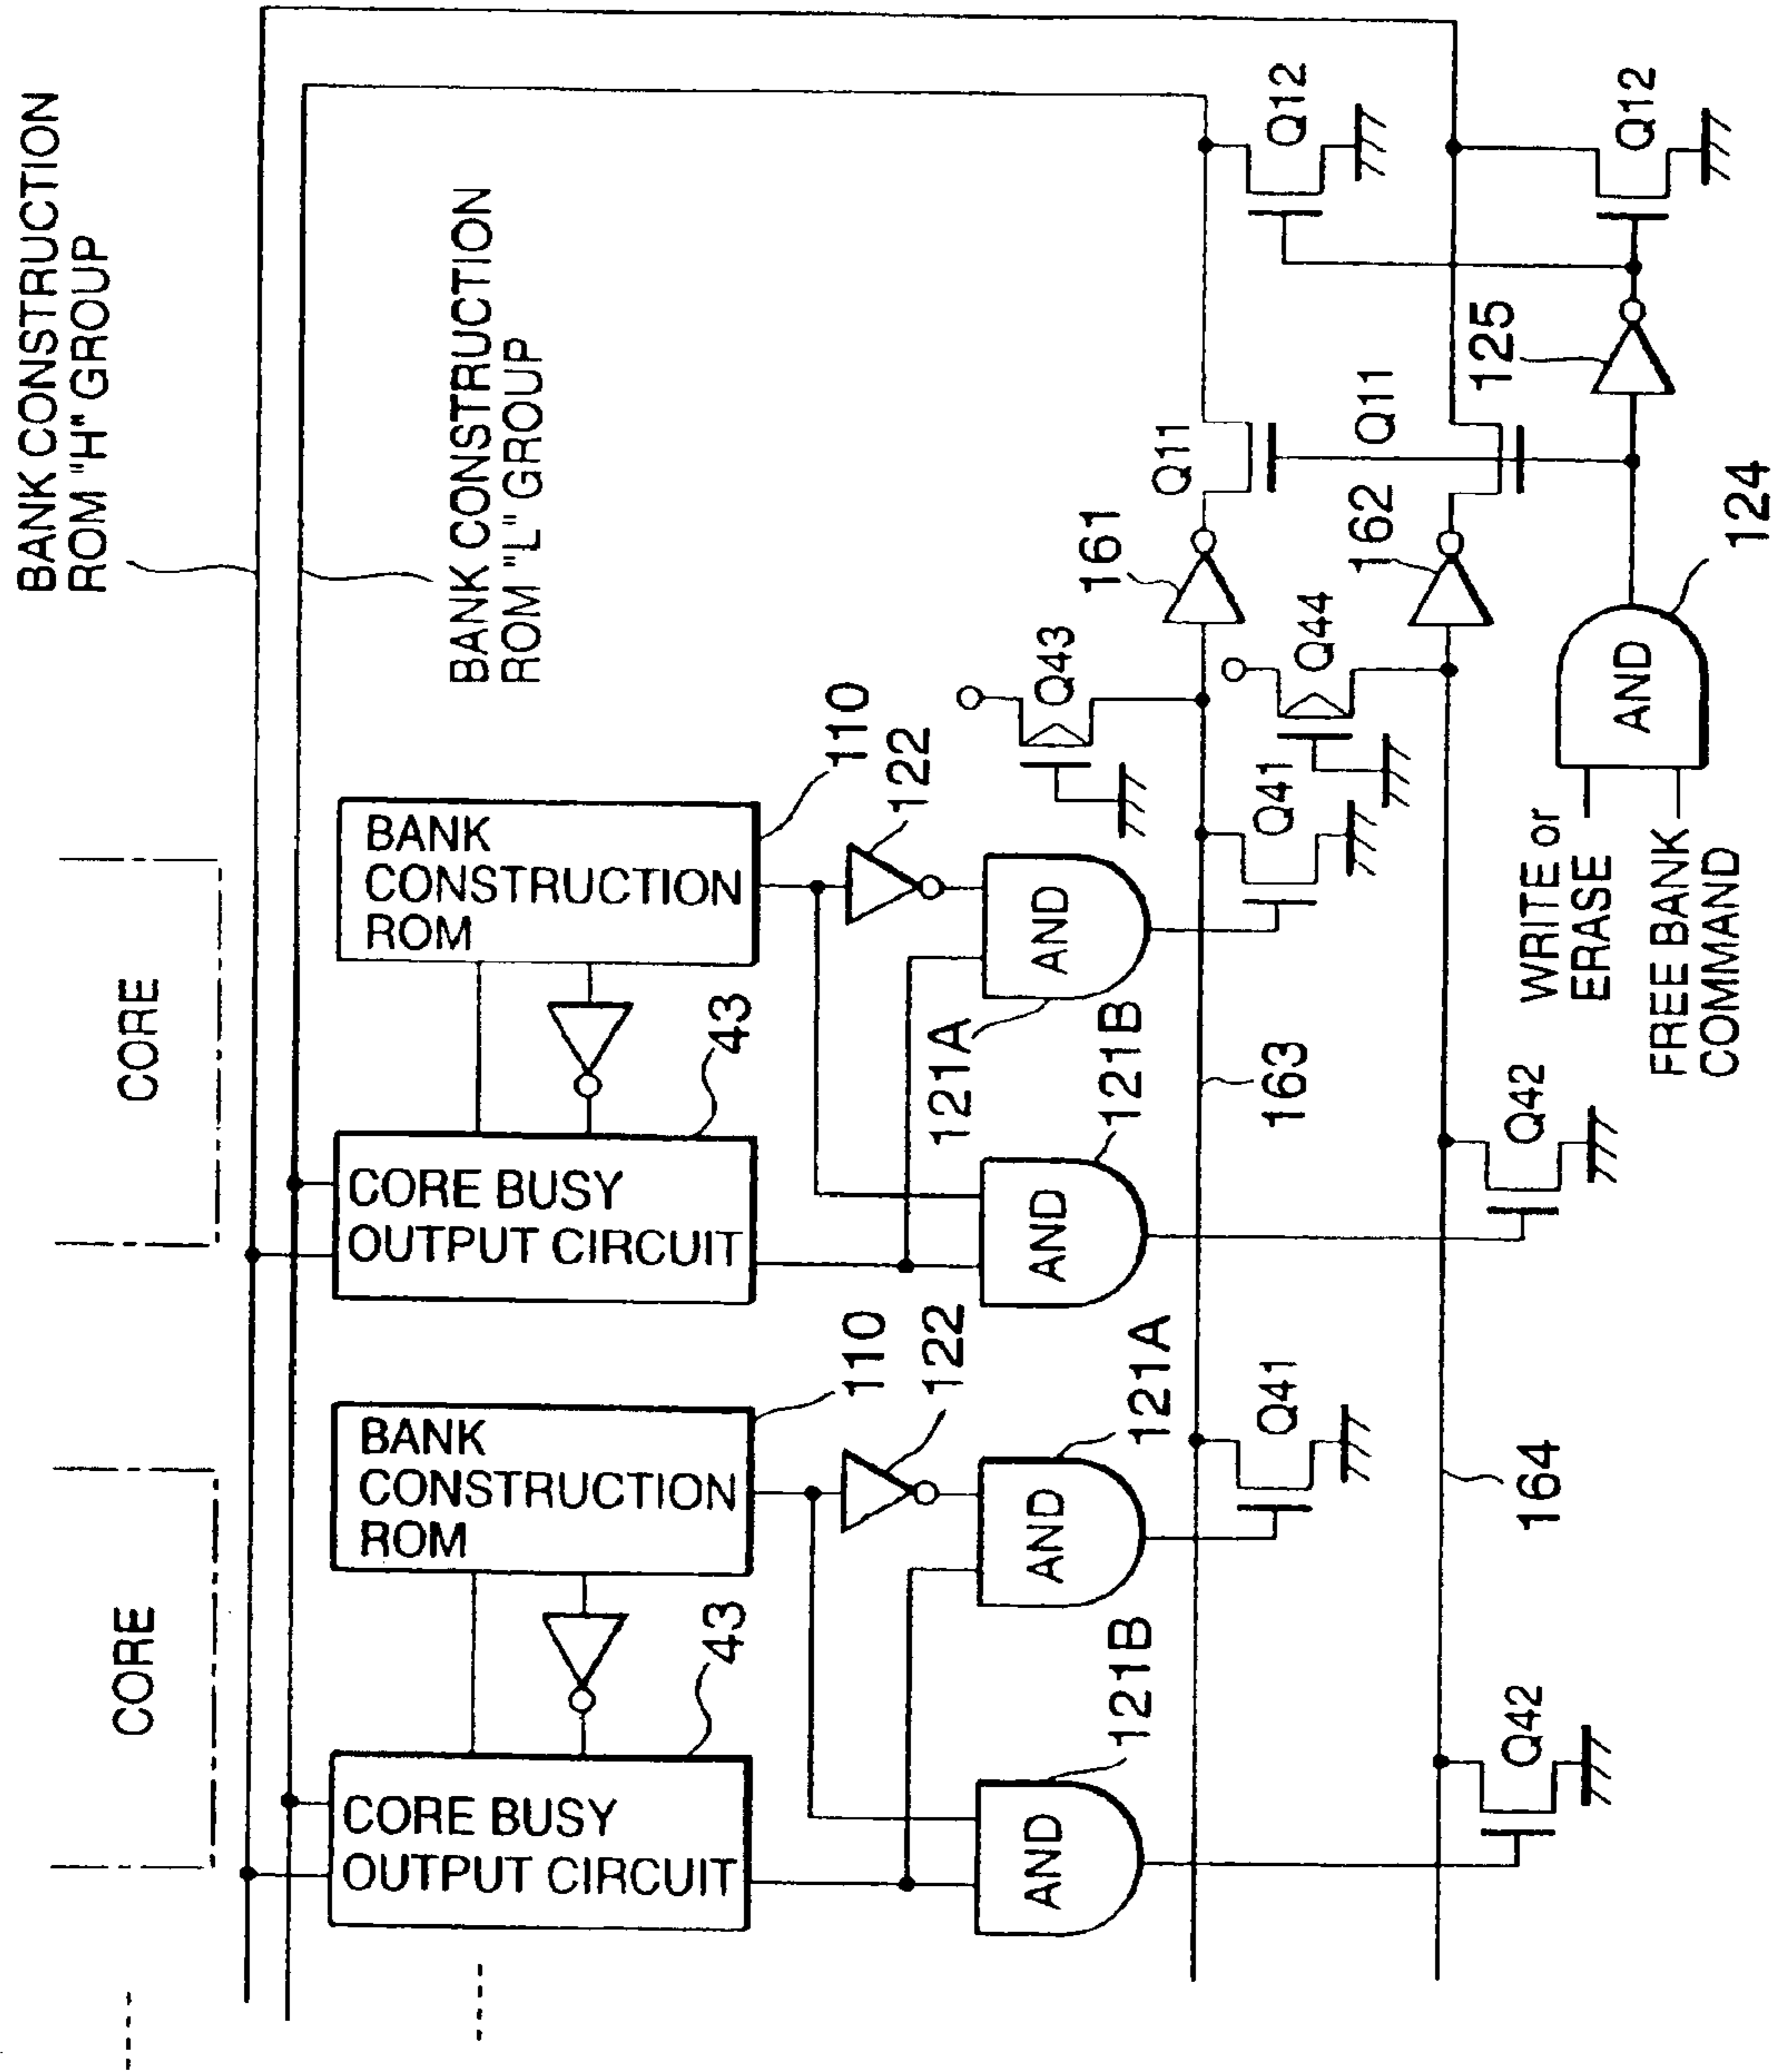 BANK CONSTRUCTION
ROM "H" GROUP
BANK CONSTRUCTION
ROM "L" GROUP
CORE
CORE
BANK
CONSTRUCTION
ROM
110
122
43
CORE BUSY
OUTPUT CIRCUIT
AND
121A
AND
121B
BANK
CONSTRUCTION
ROM
110
122
43
CORE BUSY
OUTPUT CIRCUIT
AND
121A
AND
121B
Q43
161
Q11
Q12
Q41
163
Q41
Q44
162
Q11
Q12
125
Q42
164
Q42
WRITE or
ERASE
FREE BANK
COMMAND
AND
124